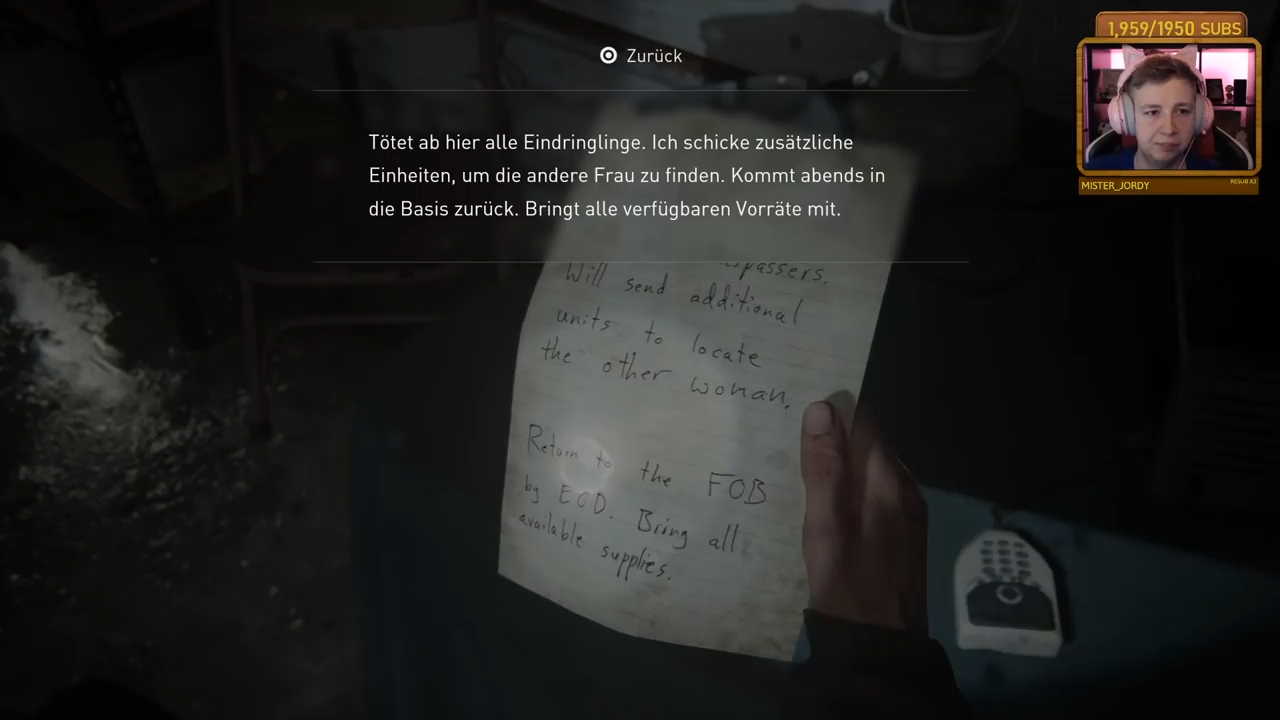 1,959/1950 SUBS
MISTER_JORDY
RESUB X3
Zurück
Tötet ab hier alle Eindringlinge. Ich schicke zusätzliche
Einheiten, um die andere Frau zu finden. Kommt abends in
die Basis zurück. Bringt alle verfügbaren Vorräte mit.
Will send additional
units to locate
the other woman.
Return to the FOB
by EOD. Bring all
available supplies.